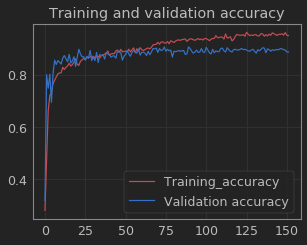 Training and validation accuracy
0.8
0.6
0.4
Training_accuracy
Validation accuracy
0 25 50 75 100 125 150